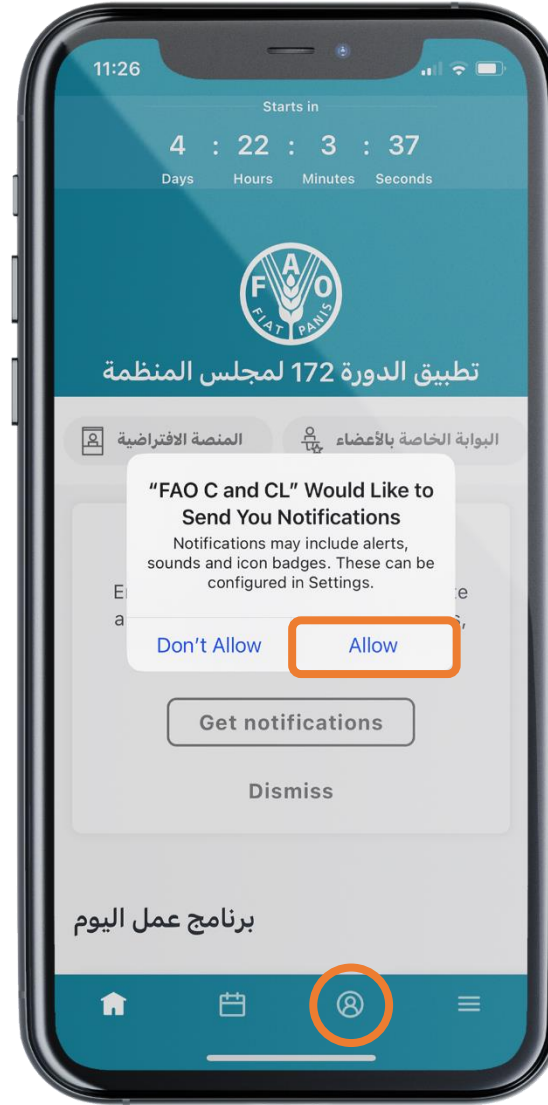 11:26
Starts in
4 : 22 : 3 : 37
Days Hours Minutes Seconds
F A O
FIAT PANIS
تطبيق الدورة 172 لمجلس المنظمة
البوابة الخاصة بالأعضاء
المنصة الافتراضية
“FAO C and CL” Would Like to
Send You Notifications
Notifications may include alerts,
sounds and icon badges. These can be
configured in Settings.
Don't Allow
Allow
Get notifications
Dismiss
برنامج عمل اليوم